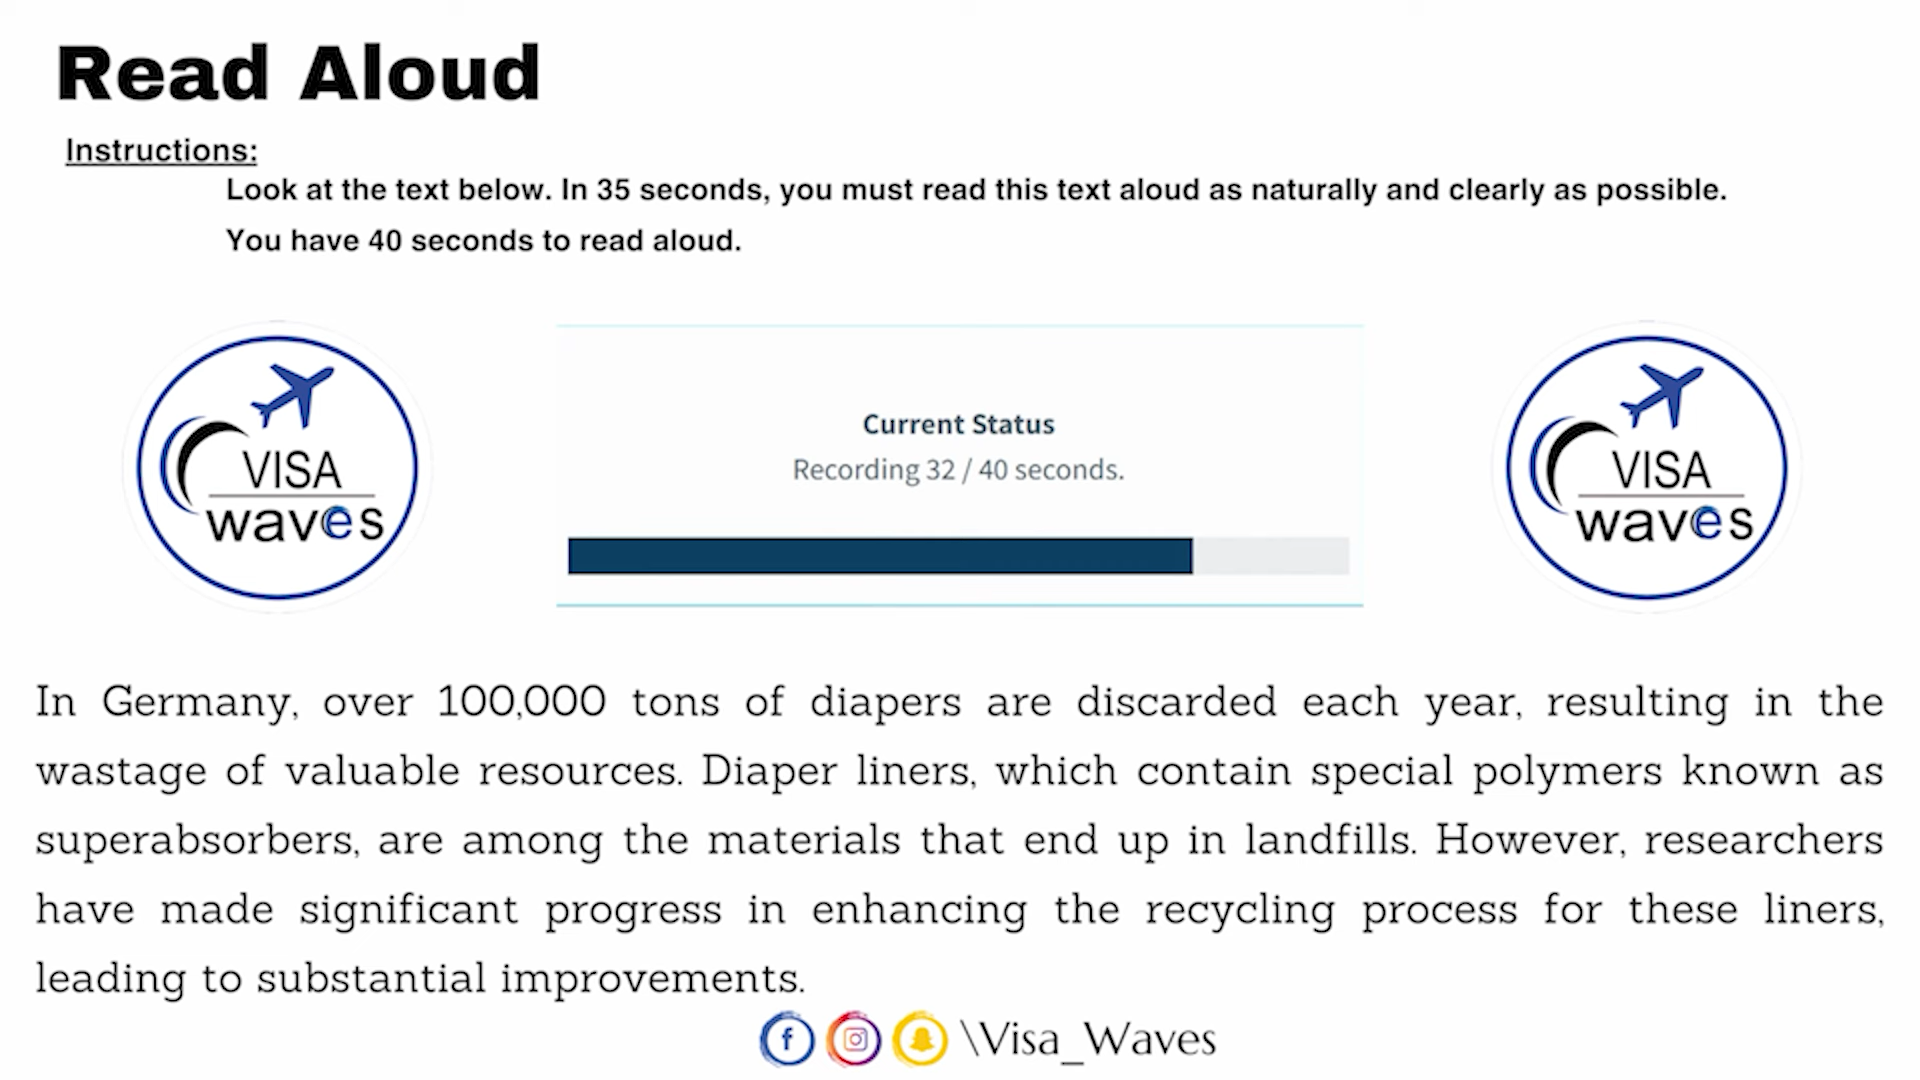 Read Aloud
Instructions:
Look at the text below. In 35 seconds, you must read this text aloud as naturally and clearly as possible.
You have 40 seconds to read aloud.
VISA
waves
Current Status
Recording 32 / 40 seconds.
VISA
waves
In Germany, over 100,000 tons of diapers are discarded each year, resulting in the
wastage of valuable resources. Diaper liners, which contain special polymers known as
superabsorbers, are among the materials that end up in landfills. However, researchers
have made significant progress in enhancing the recycling process for these liners,
leading to substantial improvements.
\Visa_Waves